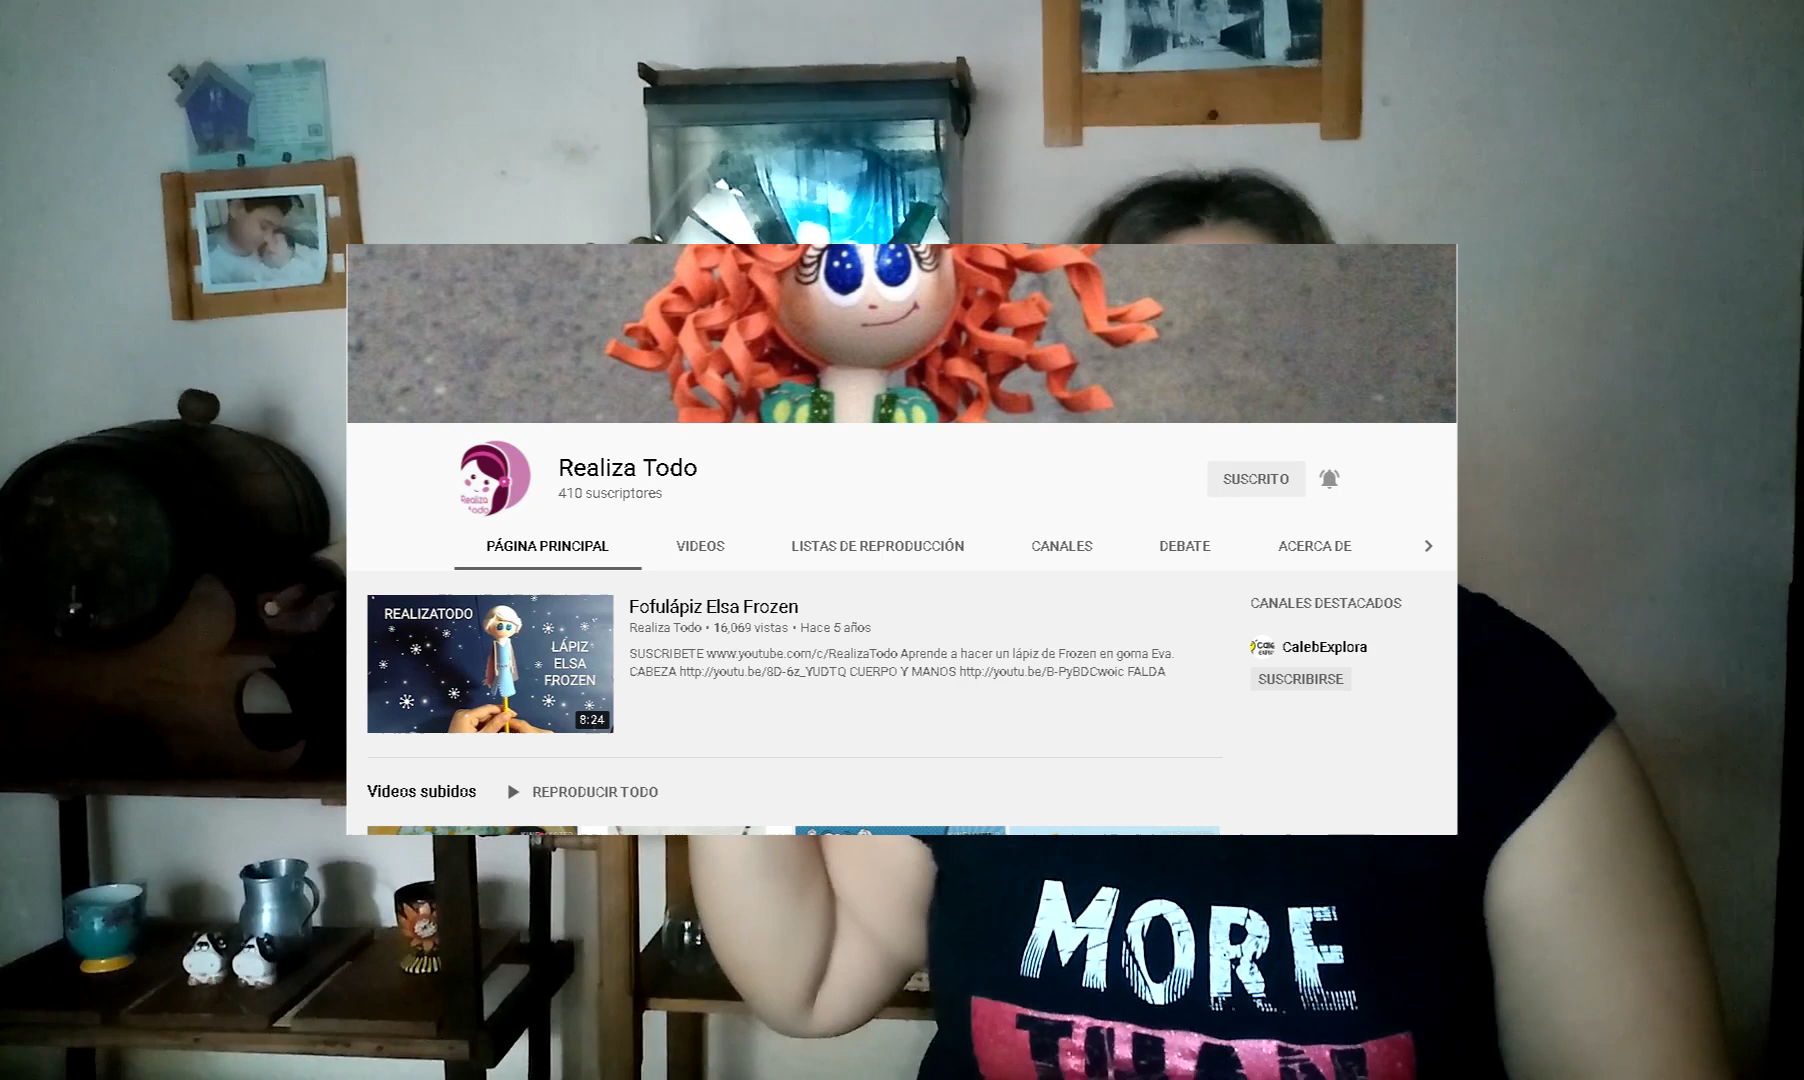 Realiza Todo
410 suscriptores
SUSCRITO
Realiza
todo
PÁGINA PRINCIPAL
VIDEOS
LISTAS DE REPRODUCCIÓN
CANALES
DEBATE
ACERCA DE
REALIZATODO
LÁPIZ
ELSA
FROZEN
8:24
Fofulápiz Elsa Frozen
Realiza Todo • 16,069 vistas • Hace 5 años
SUSCRIBETE www.youtube.com/c/RealizaTodo Aprende a hacer un lápiz de Frozen en goma Eva.
CABEZA http://youtu.be/8D-6z_YUDTQ CUERPO Y MANOS http://youtu.be/B-PyBDCwoic FALDA
CANALES DESTACADOS
CalebExplora
SUSCRIBIRSE
Videos subidos
REPRODUCIR TODO
MORE
THAN